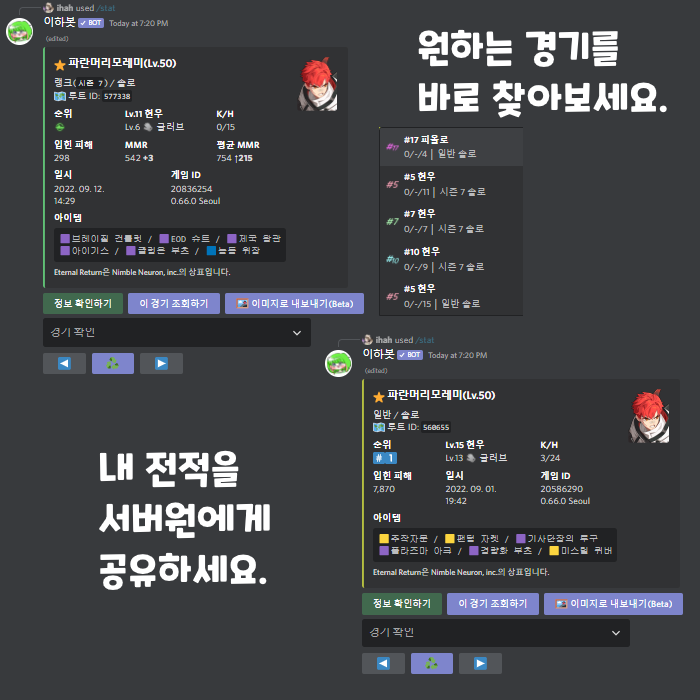 ihah used /stat
이하봇 ✓ BOT Today at 7:20 PM
(edited)
파란머리모레미(Lv.50)
랭크(시즌 7) / 솔로
루트 ID: 577338
순위 Lv.11 현우 K/H
Lv.6 글러브 0/15
입힌 피해 MMR 평균 MMR
298 542 +3 754 ↑215
일시 게임 ID
2022. 09. 12. 20836254
14:29 0.66.0 Seoul
아이템
브레이질 건틀릿 / EOD 슈트 / 제국 왕관
아이기스 / 클링온 부츠 /
Eternal Return은 Nimble Neuron, inc.의 상표입니다.
정보 확인하기 이 경기 조회하기 이미지로 내보내기(Beta)
경기 확인
원하는 경기를
바로 찾아보세요.
#17 #17 피올로
0/-/4 | 일반 솔로
#5 #5 현우
0/-/11 | 시즌 7 솔로
#7 #7 현우
0/-/7 | 시즌 7 솔로
#10 #10 현우
0/-/9 | 시즌 7 솔로
#5 #5 현우
0/-/15 | 일반 솔로
내 전적을
서버원에게
공유하세요.
ihah used /stat
이하봇 ✓ BOT Today at 7:20 PM
(edited)
파란머리모레미(Lv.50)
일반 / 솔로
루트 ID: 560655
순위 Lv.15 현우 K/H
# 1 Lv.13 글러브 3/24
입힌 피해 일시 게임 ID
7,870 2022. 09. 01. 20586290
19:42 0.66.0 Seoul
아이템
주작자문 / 팬텀 자켓 / 기사단장의 투구
플라즈마 아크 / 경량화 부츠 / 미스릴 퀴버
Eternal Return은 Nimble Neuron, inc.의 상표입니다.
정보 확인하기 이 경기 조회하기 이미지로 내보내기(Beta)
경기 확인